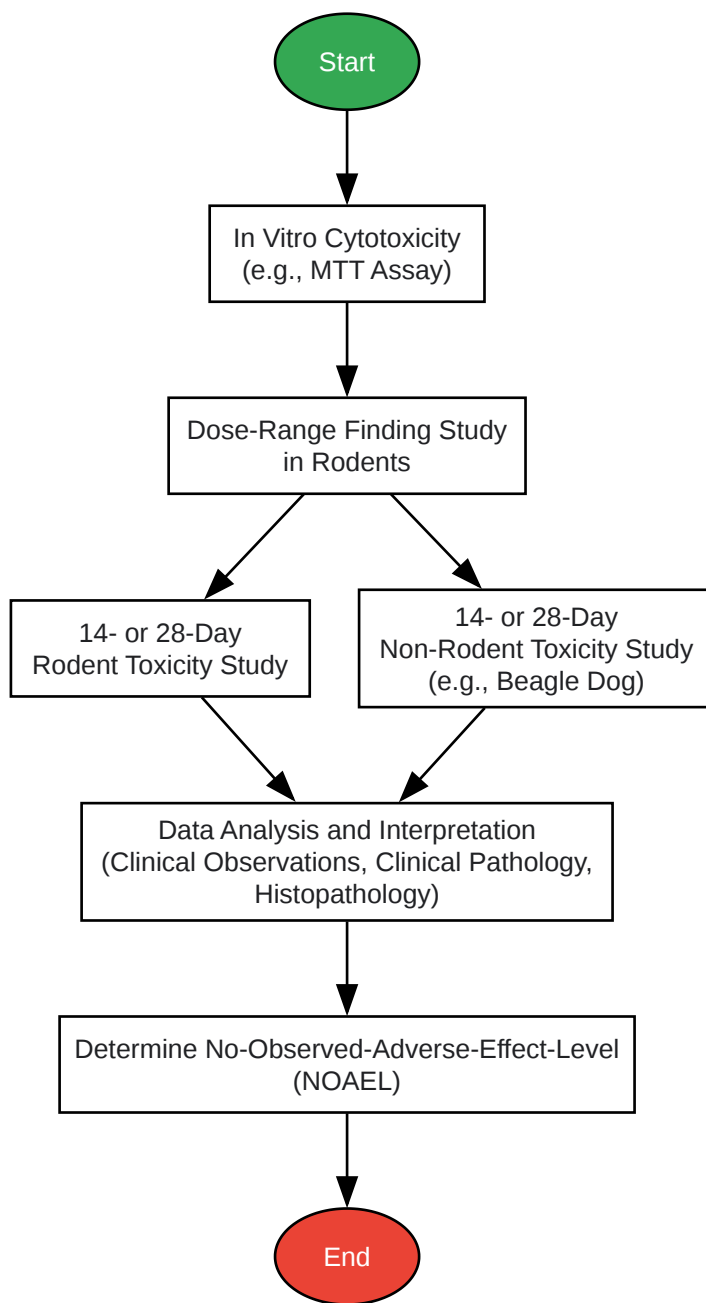 Start
In Vitro Cytotoxicity
(e.g., MTT Assay)
Dose-Range Finding Study
in Rodents
14- or 28-Day
Rodent Toxicity Study
14- or 28-Day
Non-Rodent Toxicity Study
(e.g., Beagle Dog)
Data Analysis and Interpretation
(Clinical Observations, Clinical Pathology,
Histopathology)
Determine No-Observed-Adverse-Effect-Level
(NOAEL)
End